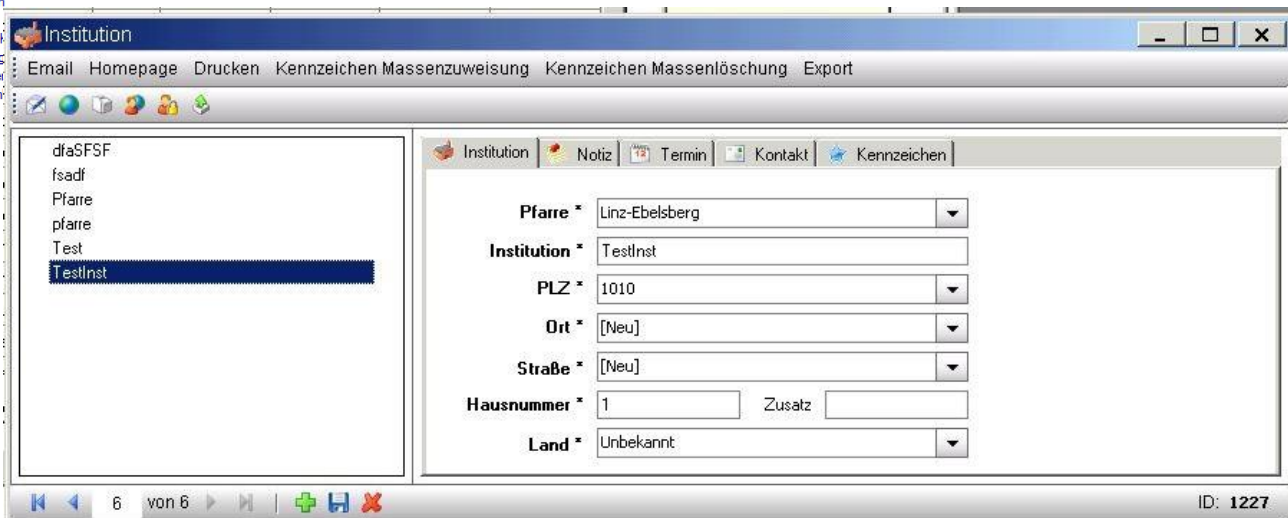 Institution
Email Homepage Drucken Kennzeichen Massenzuweisung Kennzeichen Massenlöschung Export
dfaSFSF
fsadf
Pfarre
pfarre
Test
TestInst
Institution Notiz Termin Kontakt Kennzeichen
Pfarre * Linz-Ebelsberg
Institution * TestInst
PLZ * 1010
Ort * [Neu]
Straße * [Neu]
Hausnummer * 1 Zusatz
Land * Unbekannt
6 von 6 ID: 1227